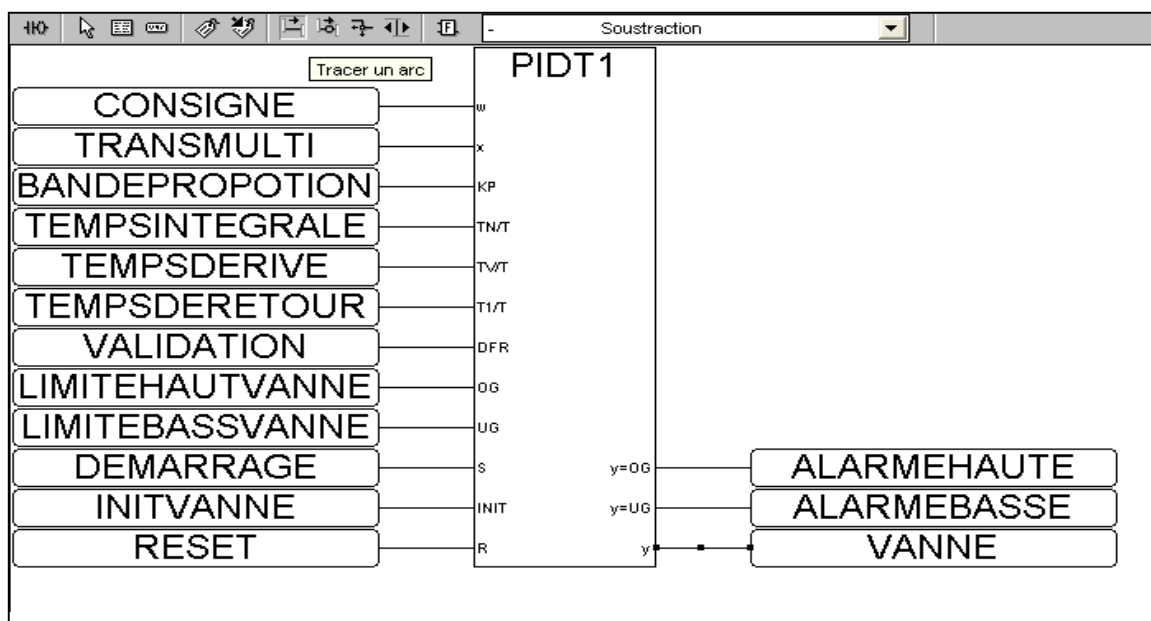 - Soustraction
Tracer un arc
PIDT1
CONSIGNE w
TRANSMULTI x
BANDEPROPOTION KP
TEMPSINTEGRALE TN/T
TEMPSDERIVE TV/T
TEMPSDERETOUR T1/T
VALIDATION DFR
LIMITEHAUTVANNE OG
LIMITEBASSVANNE UG
DEMARRAGE S y=OG ALARMEHAUTE
INITVANNE INIT y=UG ALARMEBASSE
RESET R y VANNE